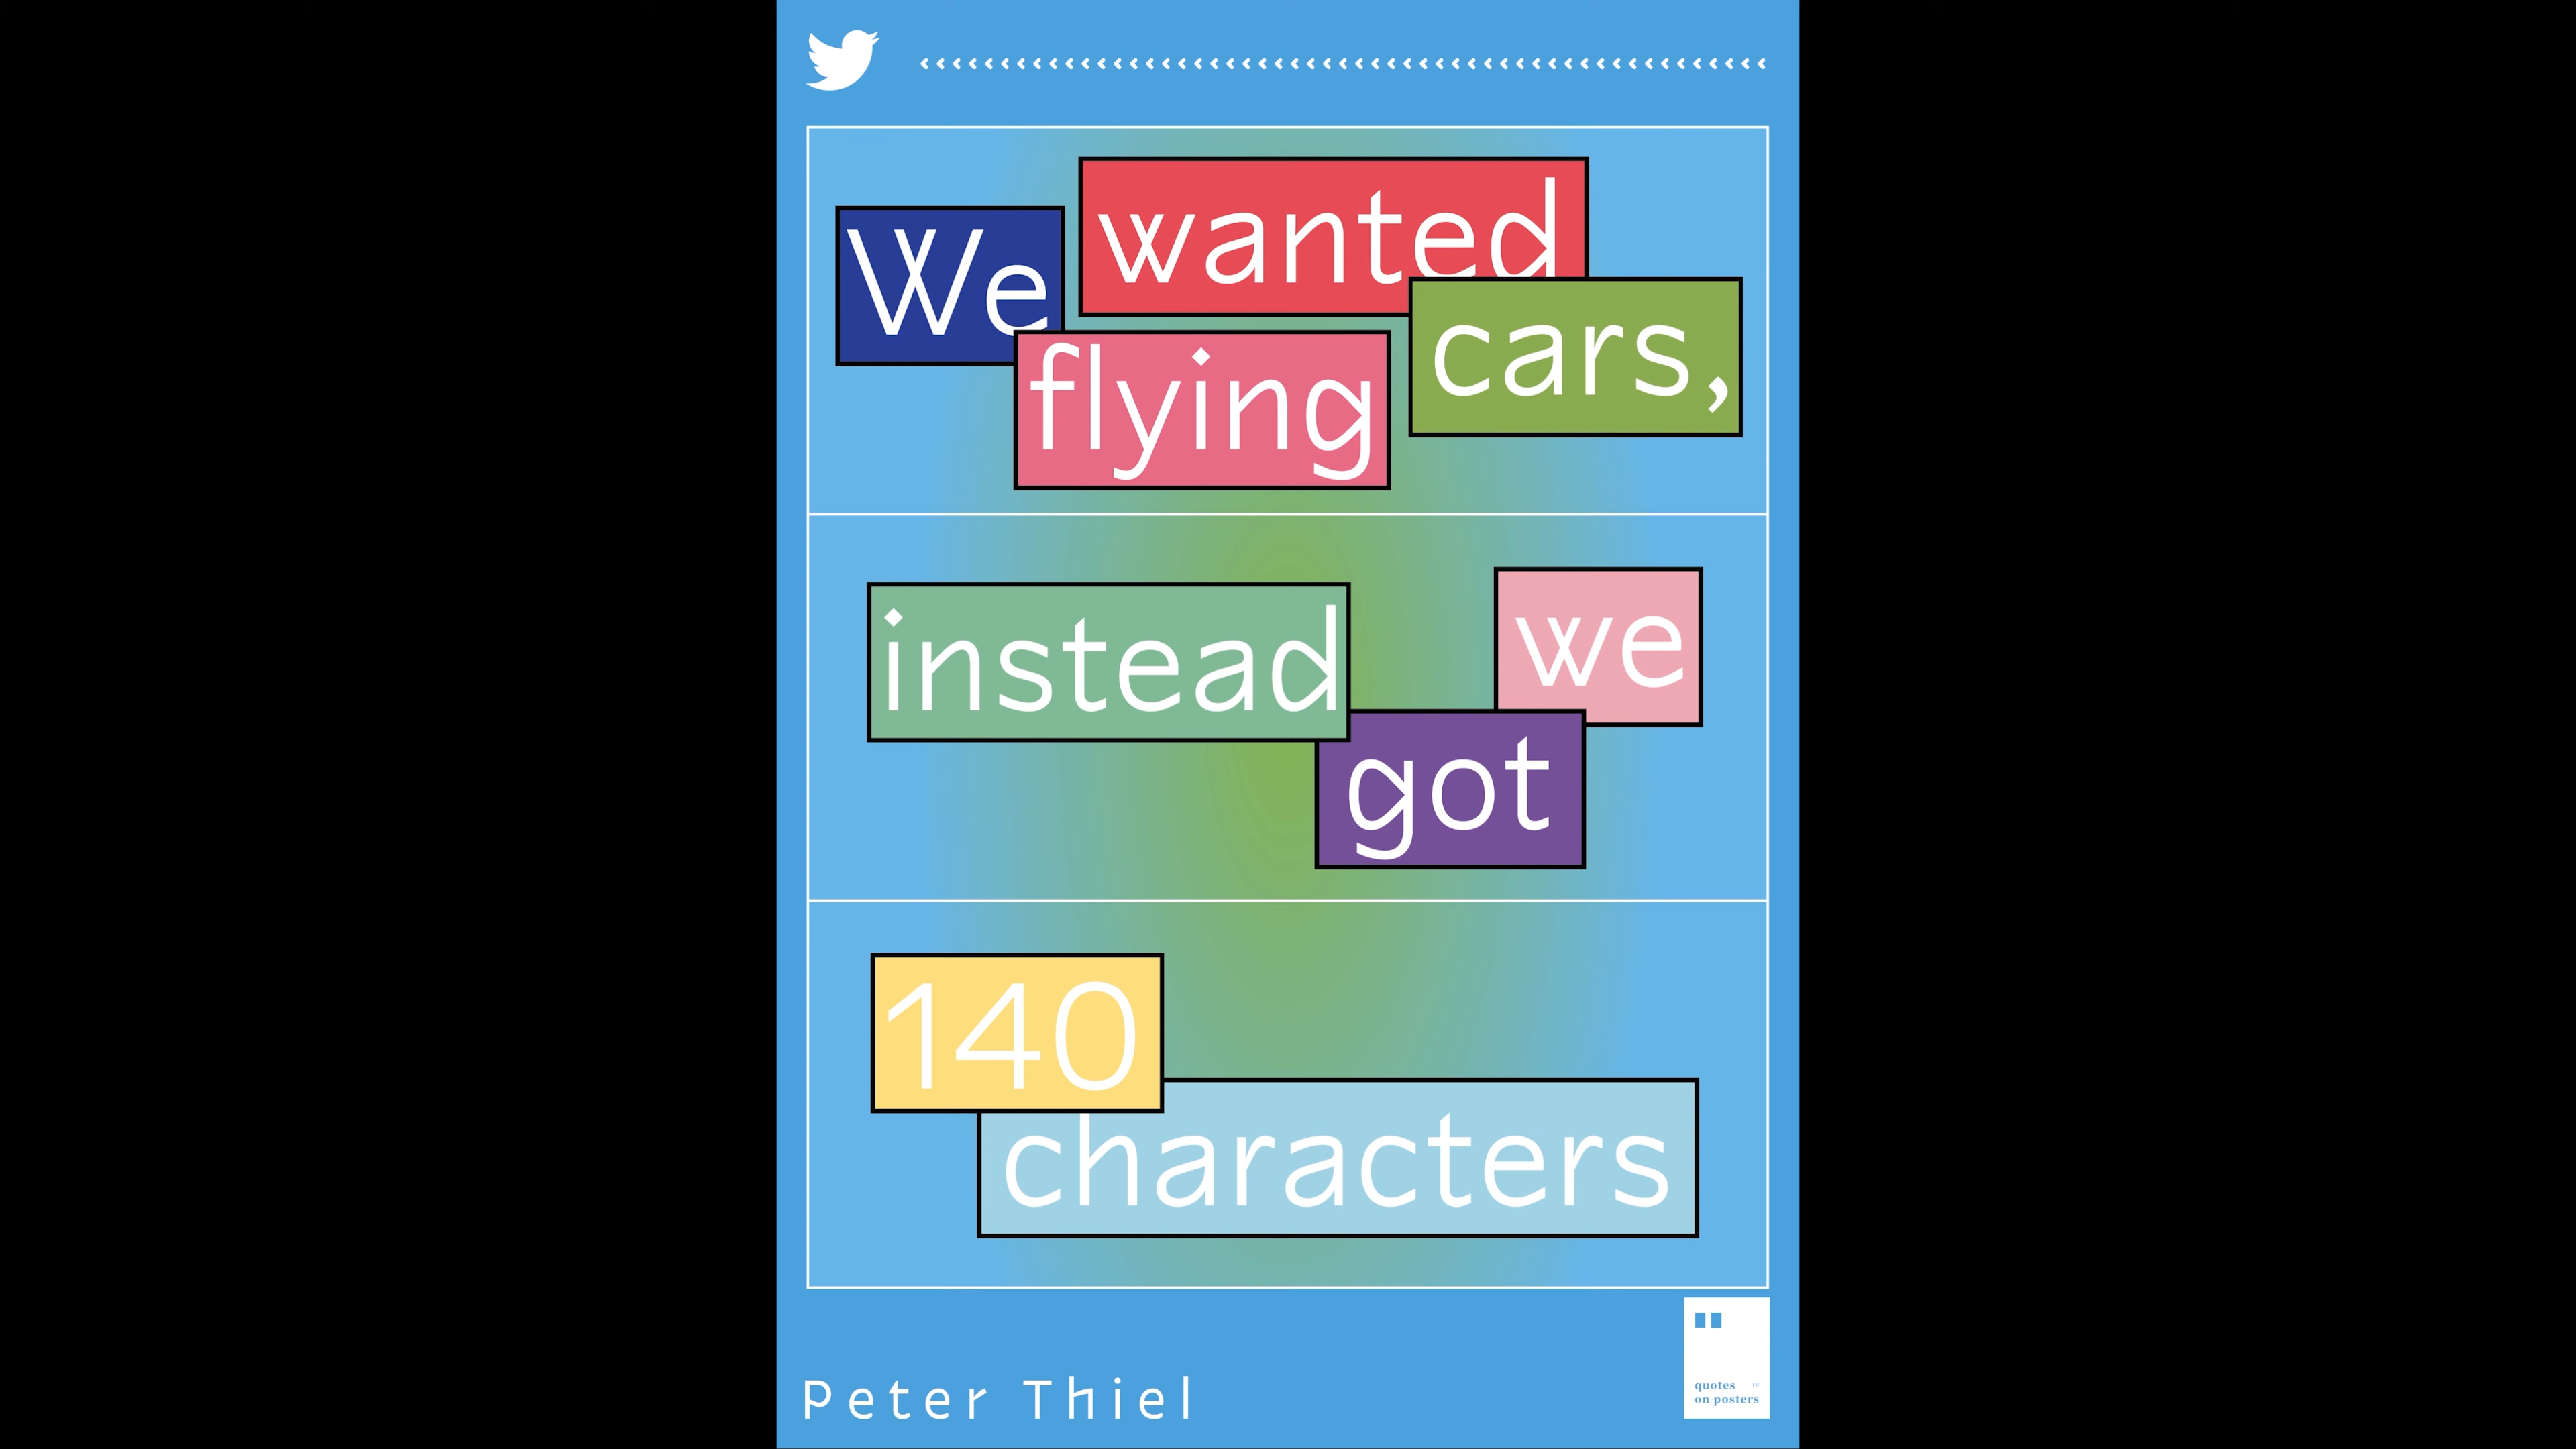 We wanted
flying cars,
instead we
got
140
characters
Peter Thiel
quotes
on posters